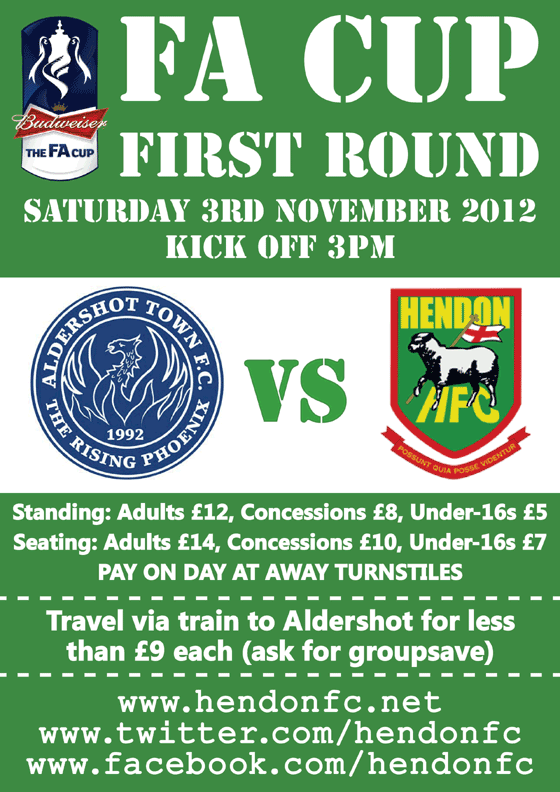 FA CUP
Budweiser
THE FA CUP
FIRST ROUND
SATURDAY 3RD NOVEMBER 2012
KICK OFF 3PM
ALDERSHOT TOWN F.C.
THE RISING PHOENIX
1992
VS
HENDON
HFC
POSSUNT QUIA POSSE VIDENTUR
Standing: Adults £12, Concessions £8, Under-16s £5
Seating: Adults £14, Concessions £10, Under-16s £7
PAY ON DAY AT AWAY TURNSTILES
Travel via train to Aldershot for less
than £9 each (ask for groupsave)
www.hendonfc.net
www.twitter.com/hendonfc
www.facebook.com/hendonfc